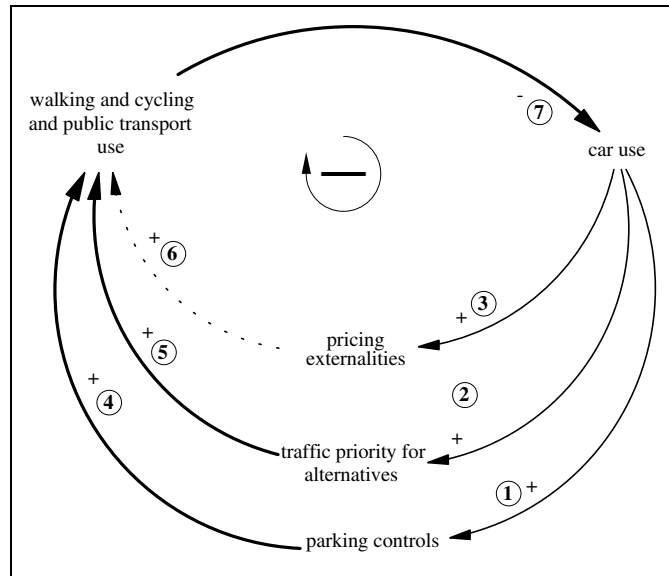 walking and cycling
and public transport
use
-
7
car use
+
6
3
+
pricing
externalities
+
5
+
4
2
+
traffic priority for
alternatives
1 +
parking controls